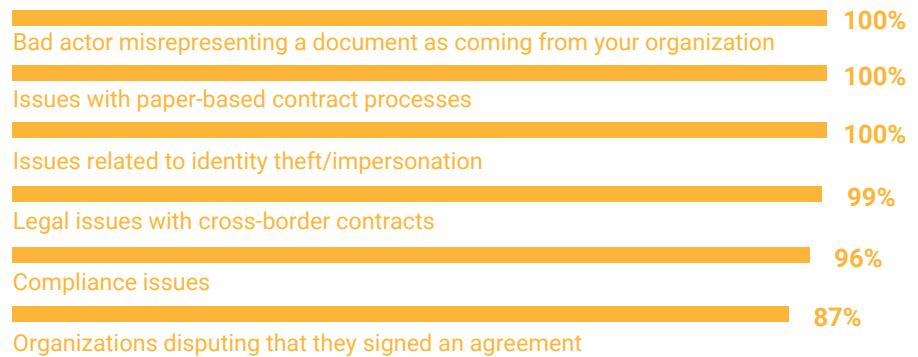 100%
Bad actor misrepresenting a document as coming from your organization
100%
Issues with paper-based contract processes
100%
Issues related to identity theft/impersonation
99%
Legal issues with cross-border contracts
96%
Compliance issues
87%
Organizations disputing that they signed an agreement